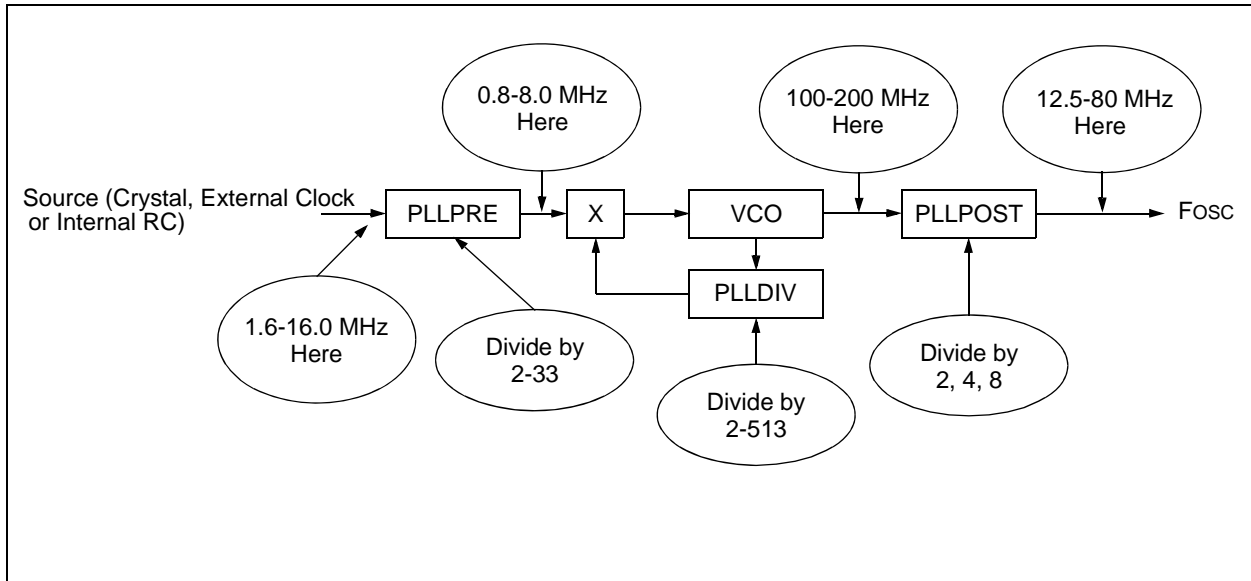 0.8-8.0 MHz
Here
100-200 MHz
Here
12.5-80 MHz
Here
Source (Crystal, External Clock
or Internal RC)
PLLPRE
X
VCO
PLLPOST
FOSC
PLLDIV
1.6-16.0 MHz
Here
Divide by
2-33
Divide by
2-513
Divide by
2, 4, 8